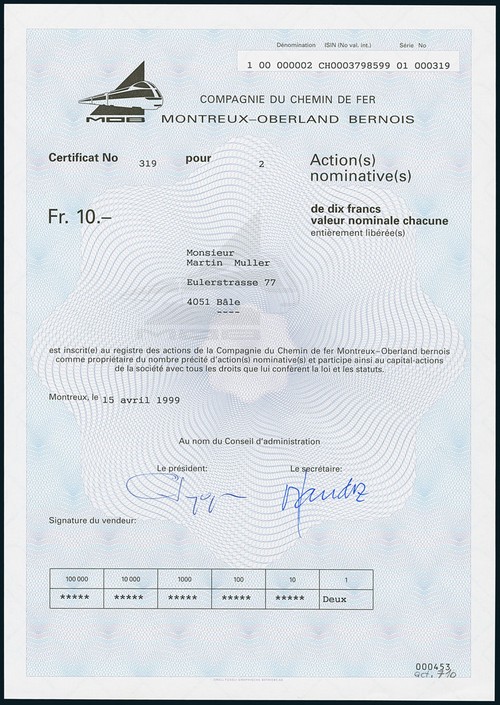 Dénomination ISIN (No val. int.) Série No
1 00 000002 CH0003798599 01 000319
MOB
COMPAGNIE DU CHEMIN DE FER
MONTREUX–OBERLAND BERNOIS
Certificat No 319 pour 2 Action(s)
nominative(s)
Fr. 10.– de dix francs
valeur nominale chacune
entièrement libérée(s)
Monsieur
Martin Muller
Eulerstrasse 77
4051 Bâle
----
est inscrit(e) au registre des actions de la Compagnie du Chemin de fer Montreux–Oberland bernois
comme propriétaire du nombre précité d'action(s) nominative(s) et participe ainsi au capital-actions
de la société avec tous les droits que lui confèrent la loi et les statuts.
Montreux, le 15 avril 1999
Au nom du Conseil d'administration
Le président: Le secrétaire:
Signature du vendeur:
100 000 10 000 1000 100 10 1
***** ***** ***** ***** ***** Deux
000453